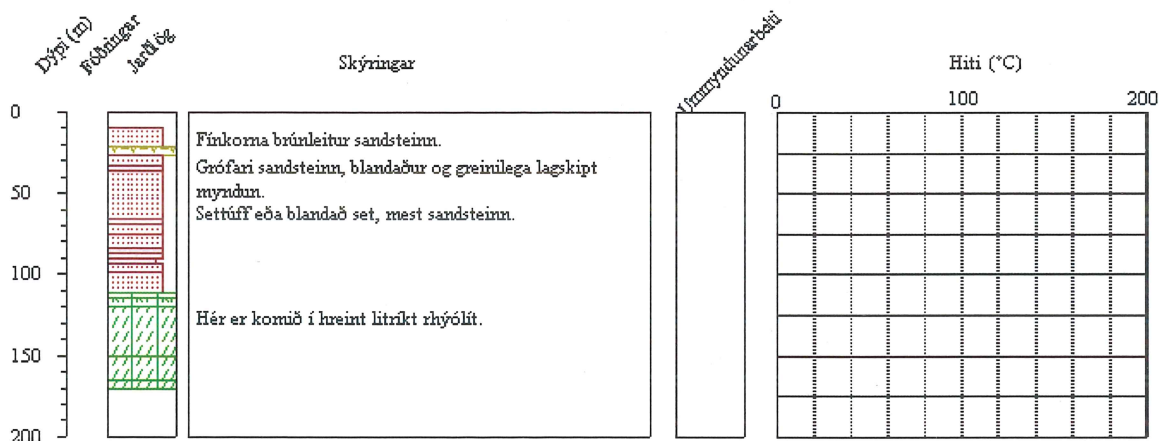 Dýpi (m)
Fóðringar
Jarðlög
Skýringar
Ummyndunarbelti
Hiti (°C)
0 100 200
0
Fínkorna brúnleitur sandsteinn.
Grófari sandsteinn, blandaður og greinilega lagskipt
myndun.
50
Settúff eða blandað set, mest sandsteinn.
100
Hér er komið í hreint litríkt rhýólít.
150
200